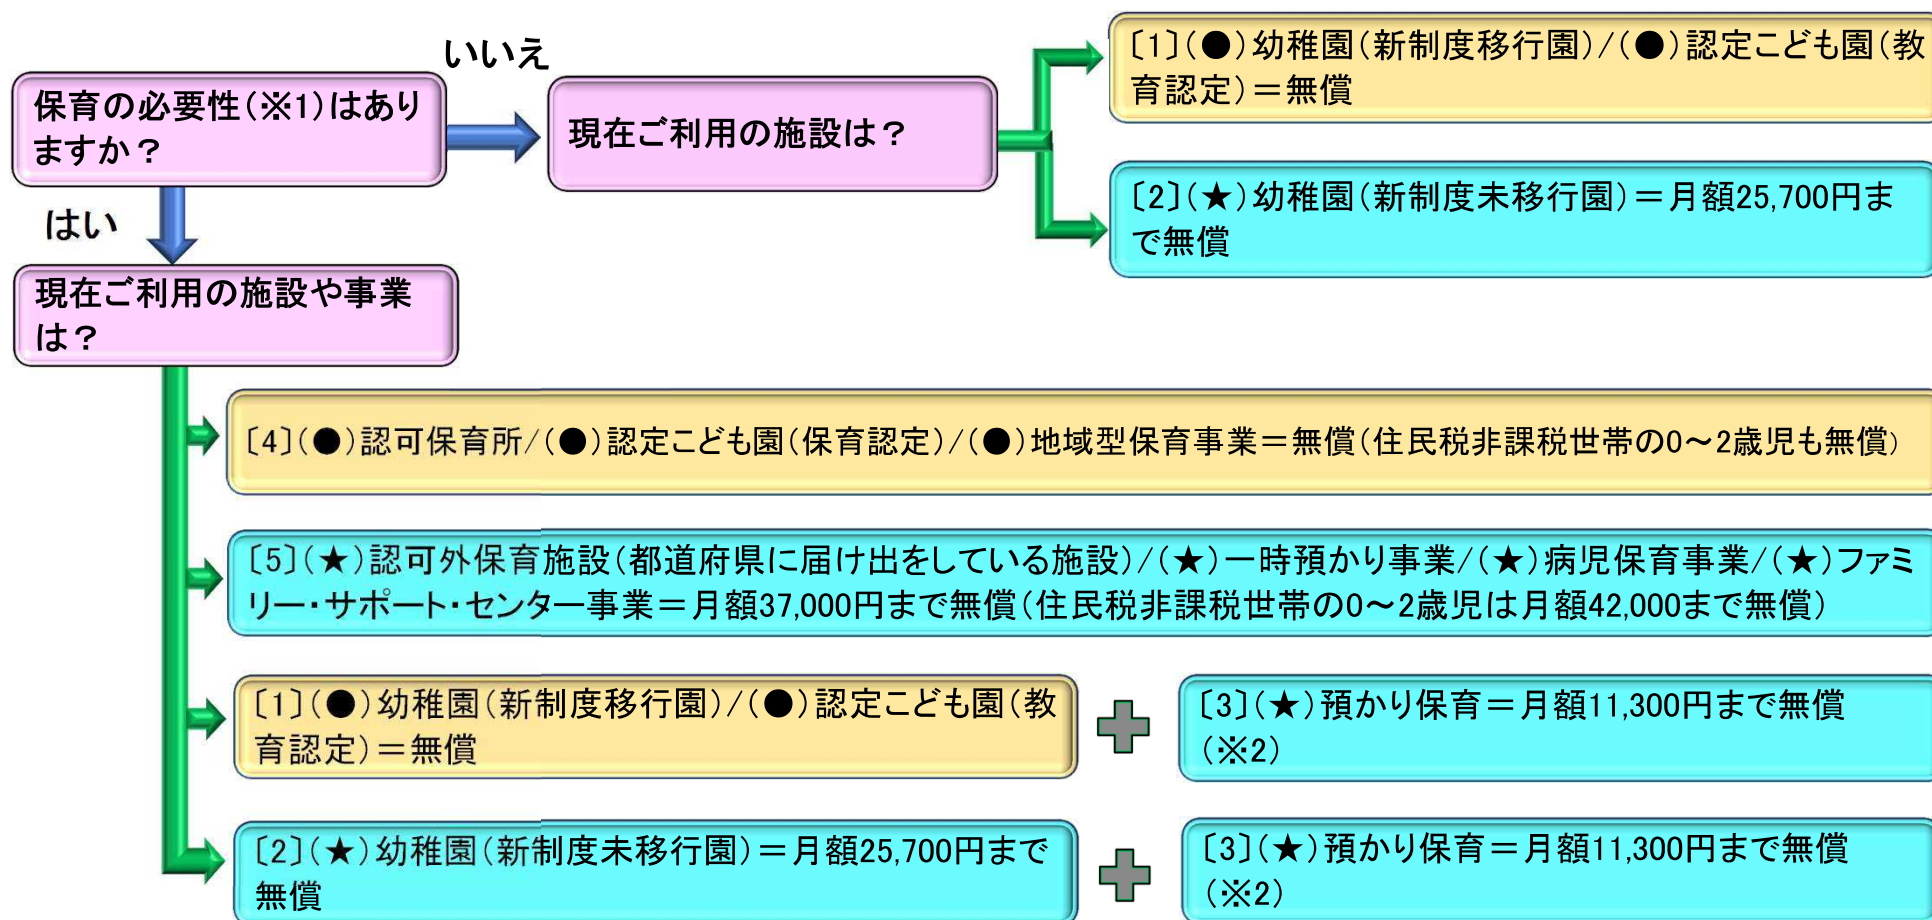 いいえ
保育の必要性(※1)はあり
ますか？
現在ご利用の施設は？
〔1〕(●)幼稚園(新制度移行園)/(●)認定こども園(教
育認定)＝無償
〔2〕(★)幼稚園(新制度未移行園)＝月額25,700円ま
で無償
はい
現在ご利用の施設や事業
は？
〔4〕(●)認可保育所/(●)認定こども園(保育認定)/(●)地域型保育事業＝無償(住民税非課税世帯の0～2歳児も無償)
〔5〕(★)認可外保育施設(都道府県に届け出をしている施設)/(★)一時預かり事業/(★)病児保育事業/(★)ファミ
リー・サポート・センター事業＝月額37,000円まで無償(住民税非課税世帯の0～2歳児は月額42,000まで無償)
〔1〕(●)幼稚園(新制度移行園)/(●)認定こども園(教
育認定)＝無償
〔3〕(★)預かり保育＝月額11,300円まで無償
(※2)
〔2〕(★)幼稚園(新制度未移行園)＝月額25,700円まで
無償
〔3〕(★)預かり保育＝月額11,300円まで無償
(※2)